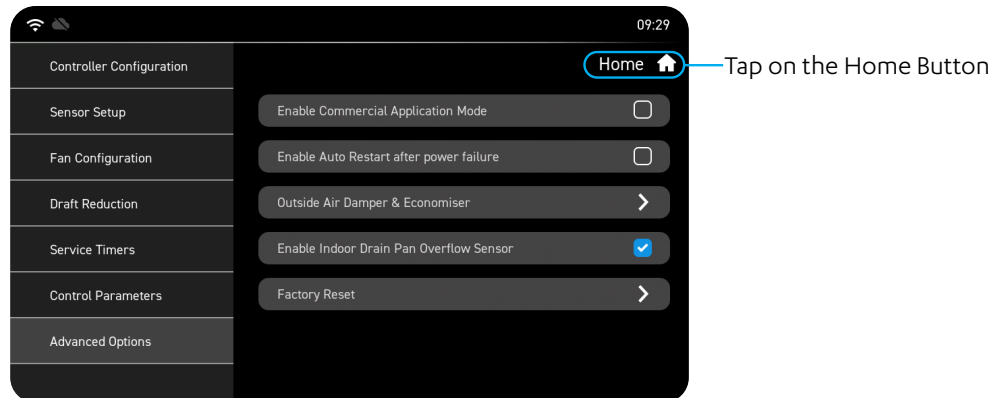 09:29
Controller Configuration
Sensor Setup
Fan Configuration
Draft Reduction
Service Timers
Control Parameters
Advanced Options
Home
Tap on the Home Button
Enable Commercial Application Mode
Enable Auto Restart after power failure
Outside Air Damper & Economiser
Enable Indoor Drain Pan Overflow Sensor
Factory Reset